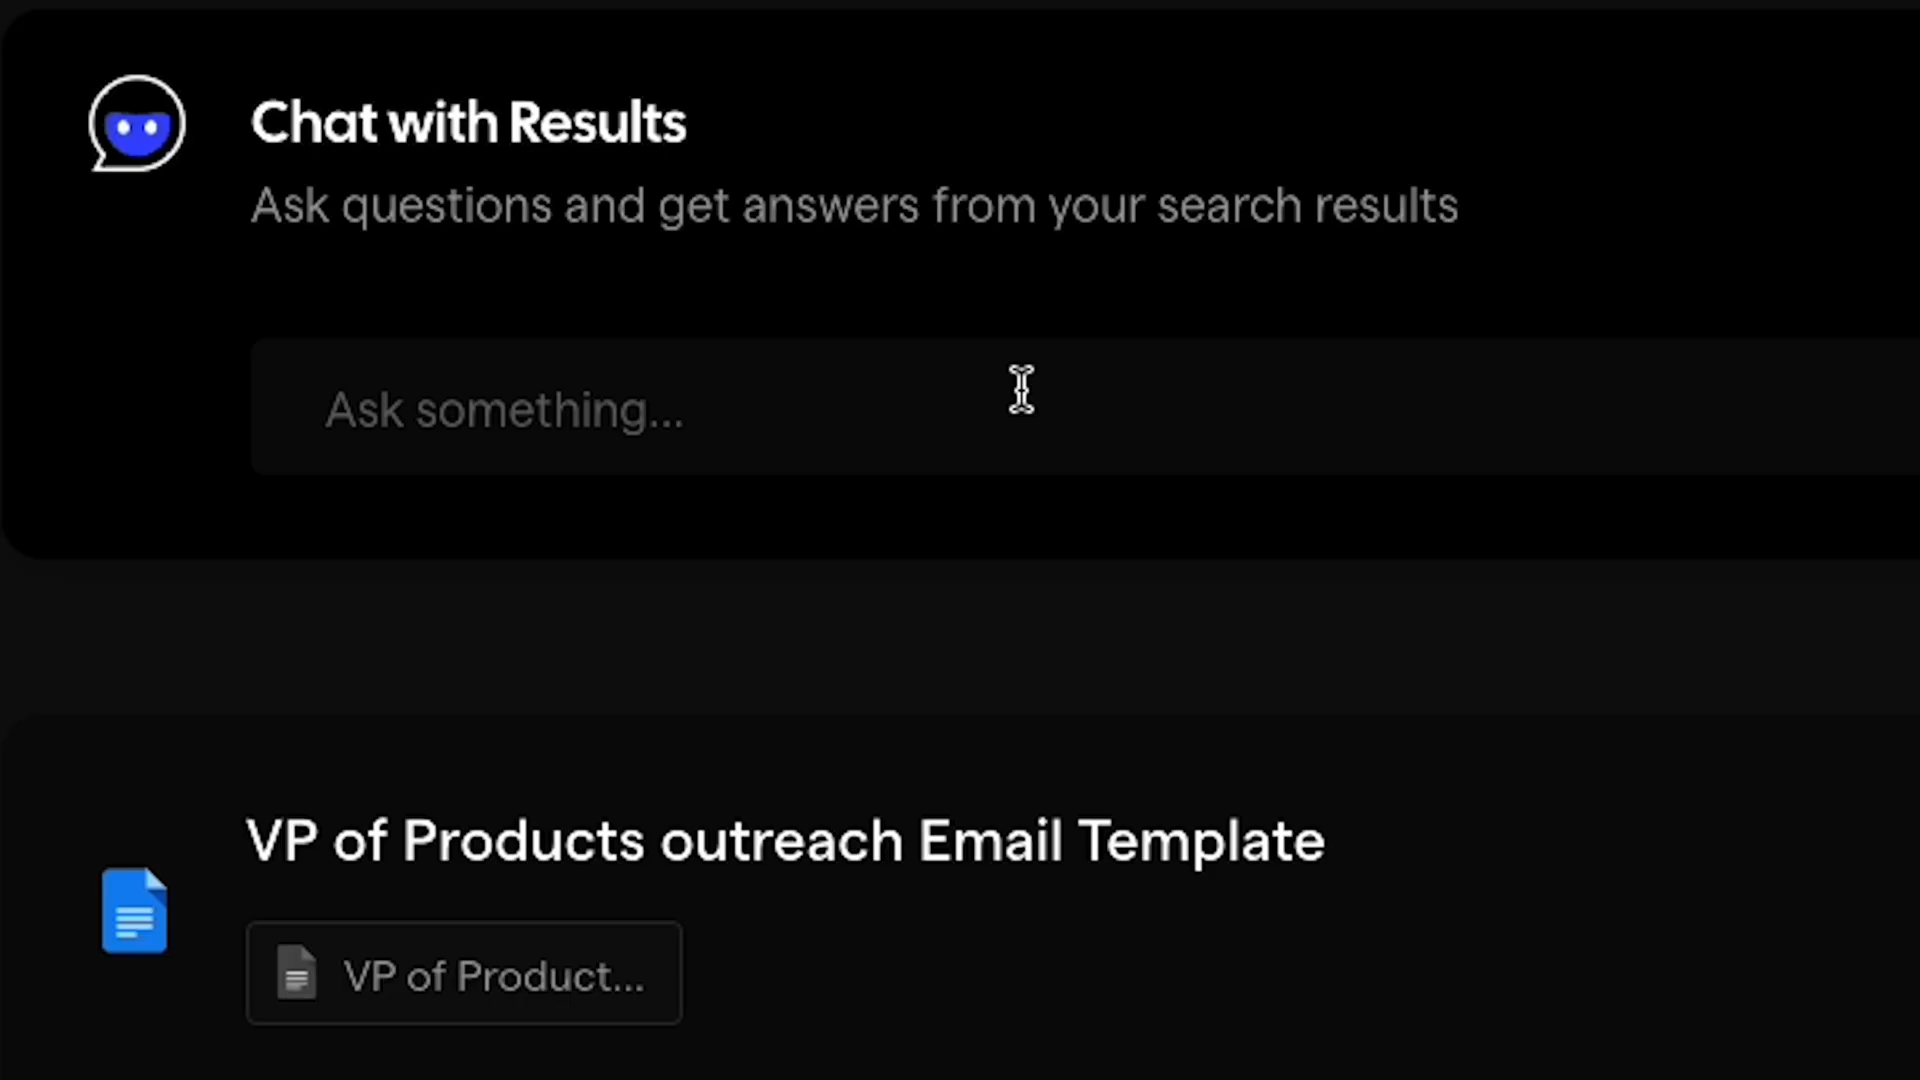 Chat with Results
Ask questions and get answers from your search results
Ask something...
VP of Products outreach Email Template
VP of Product...